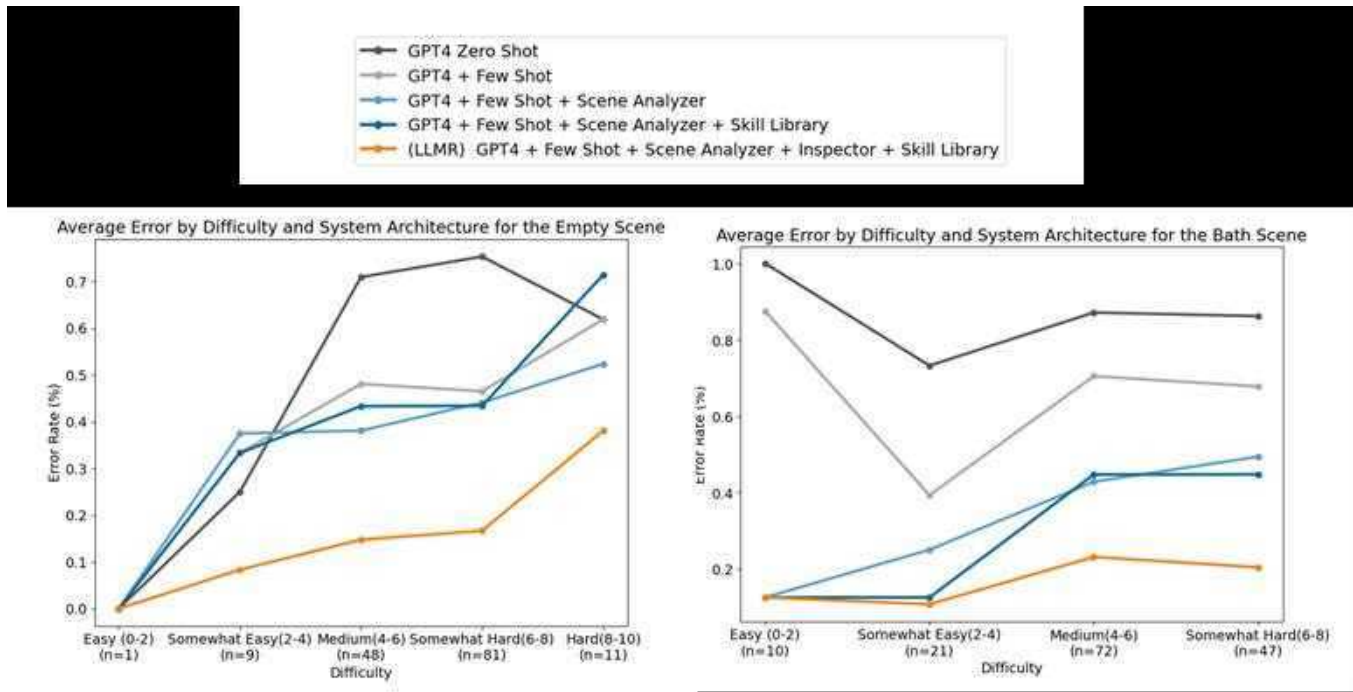 GPT4 Zero Shot
GPT4 + Few Shot
GPT4 + Few Shot + Scene Analyzer
GPT4 + Few Shot + Scene Analyzer + Skill Library
(LLMR) GPT4 + Few Shot + Scene Analyzer + Inspector + Skill Library
Average Error by Difficulty and System Architecture for the Empty Scene
0.7
0.6
0.5
0.4
0.3
0.2
0.1
0.0
Error Rate (%)
Easy (0-2) Somewhat Easy(2-4) Medium(4-6) Somewhat Hard(6-8) Hard(8-10)
(n=1) (n=9) (n=48) (n=81) (n=11)
Difficulty
Average Error by Difficulty and System Architecture for the Bath Scene
1.0
0.8
0.6
0.4
0.2
Error Rate (%)
Easy (0-2) Somewhat Easy(2-4) Medium(4-6) Somewhat Hard(6-8)
(n=10) (n=21) (n=72) (n=47)
Difficulty